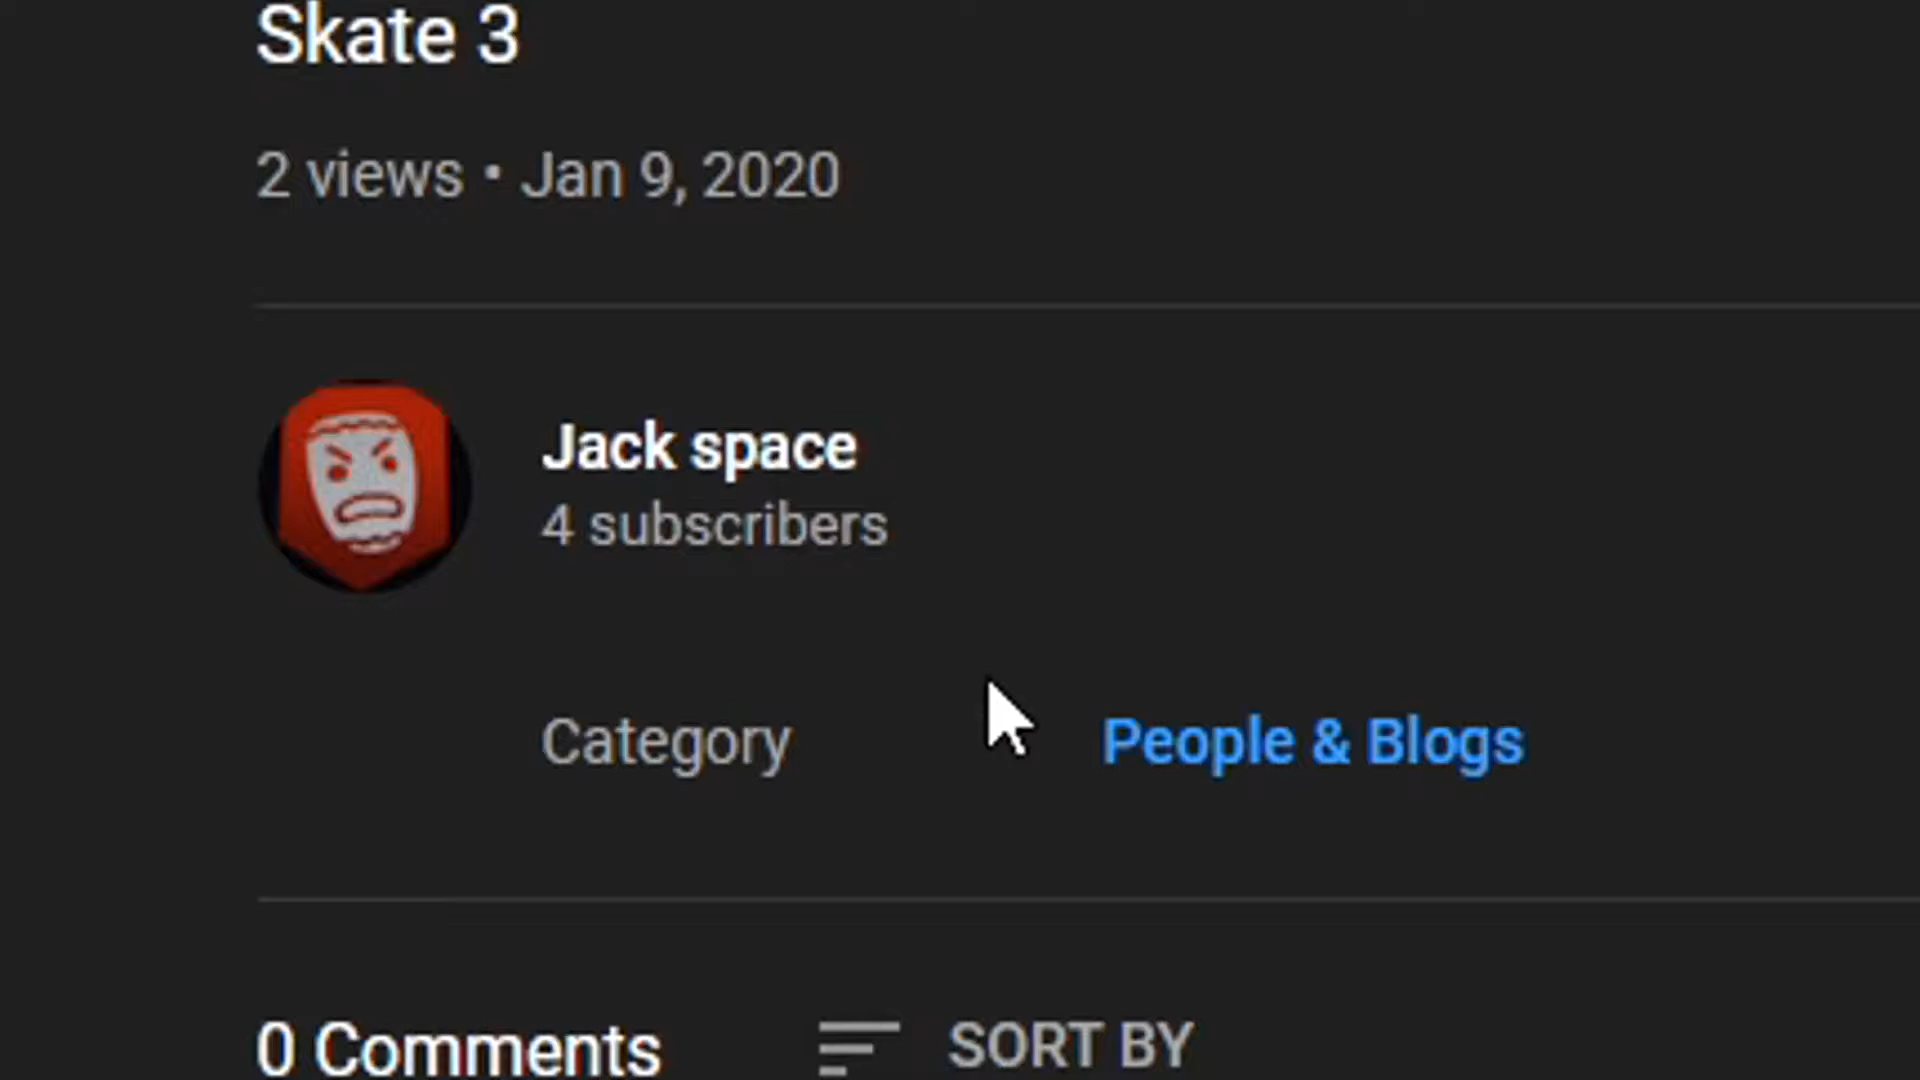 Skate 3
2 views • Jan 9, 2020
Jack space
4 subscribers
Category People & Blogs
0 Comments SORT BY